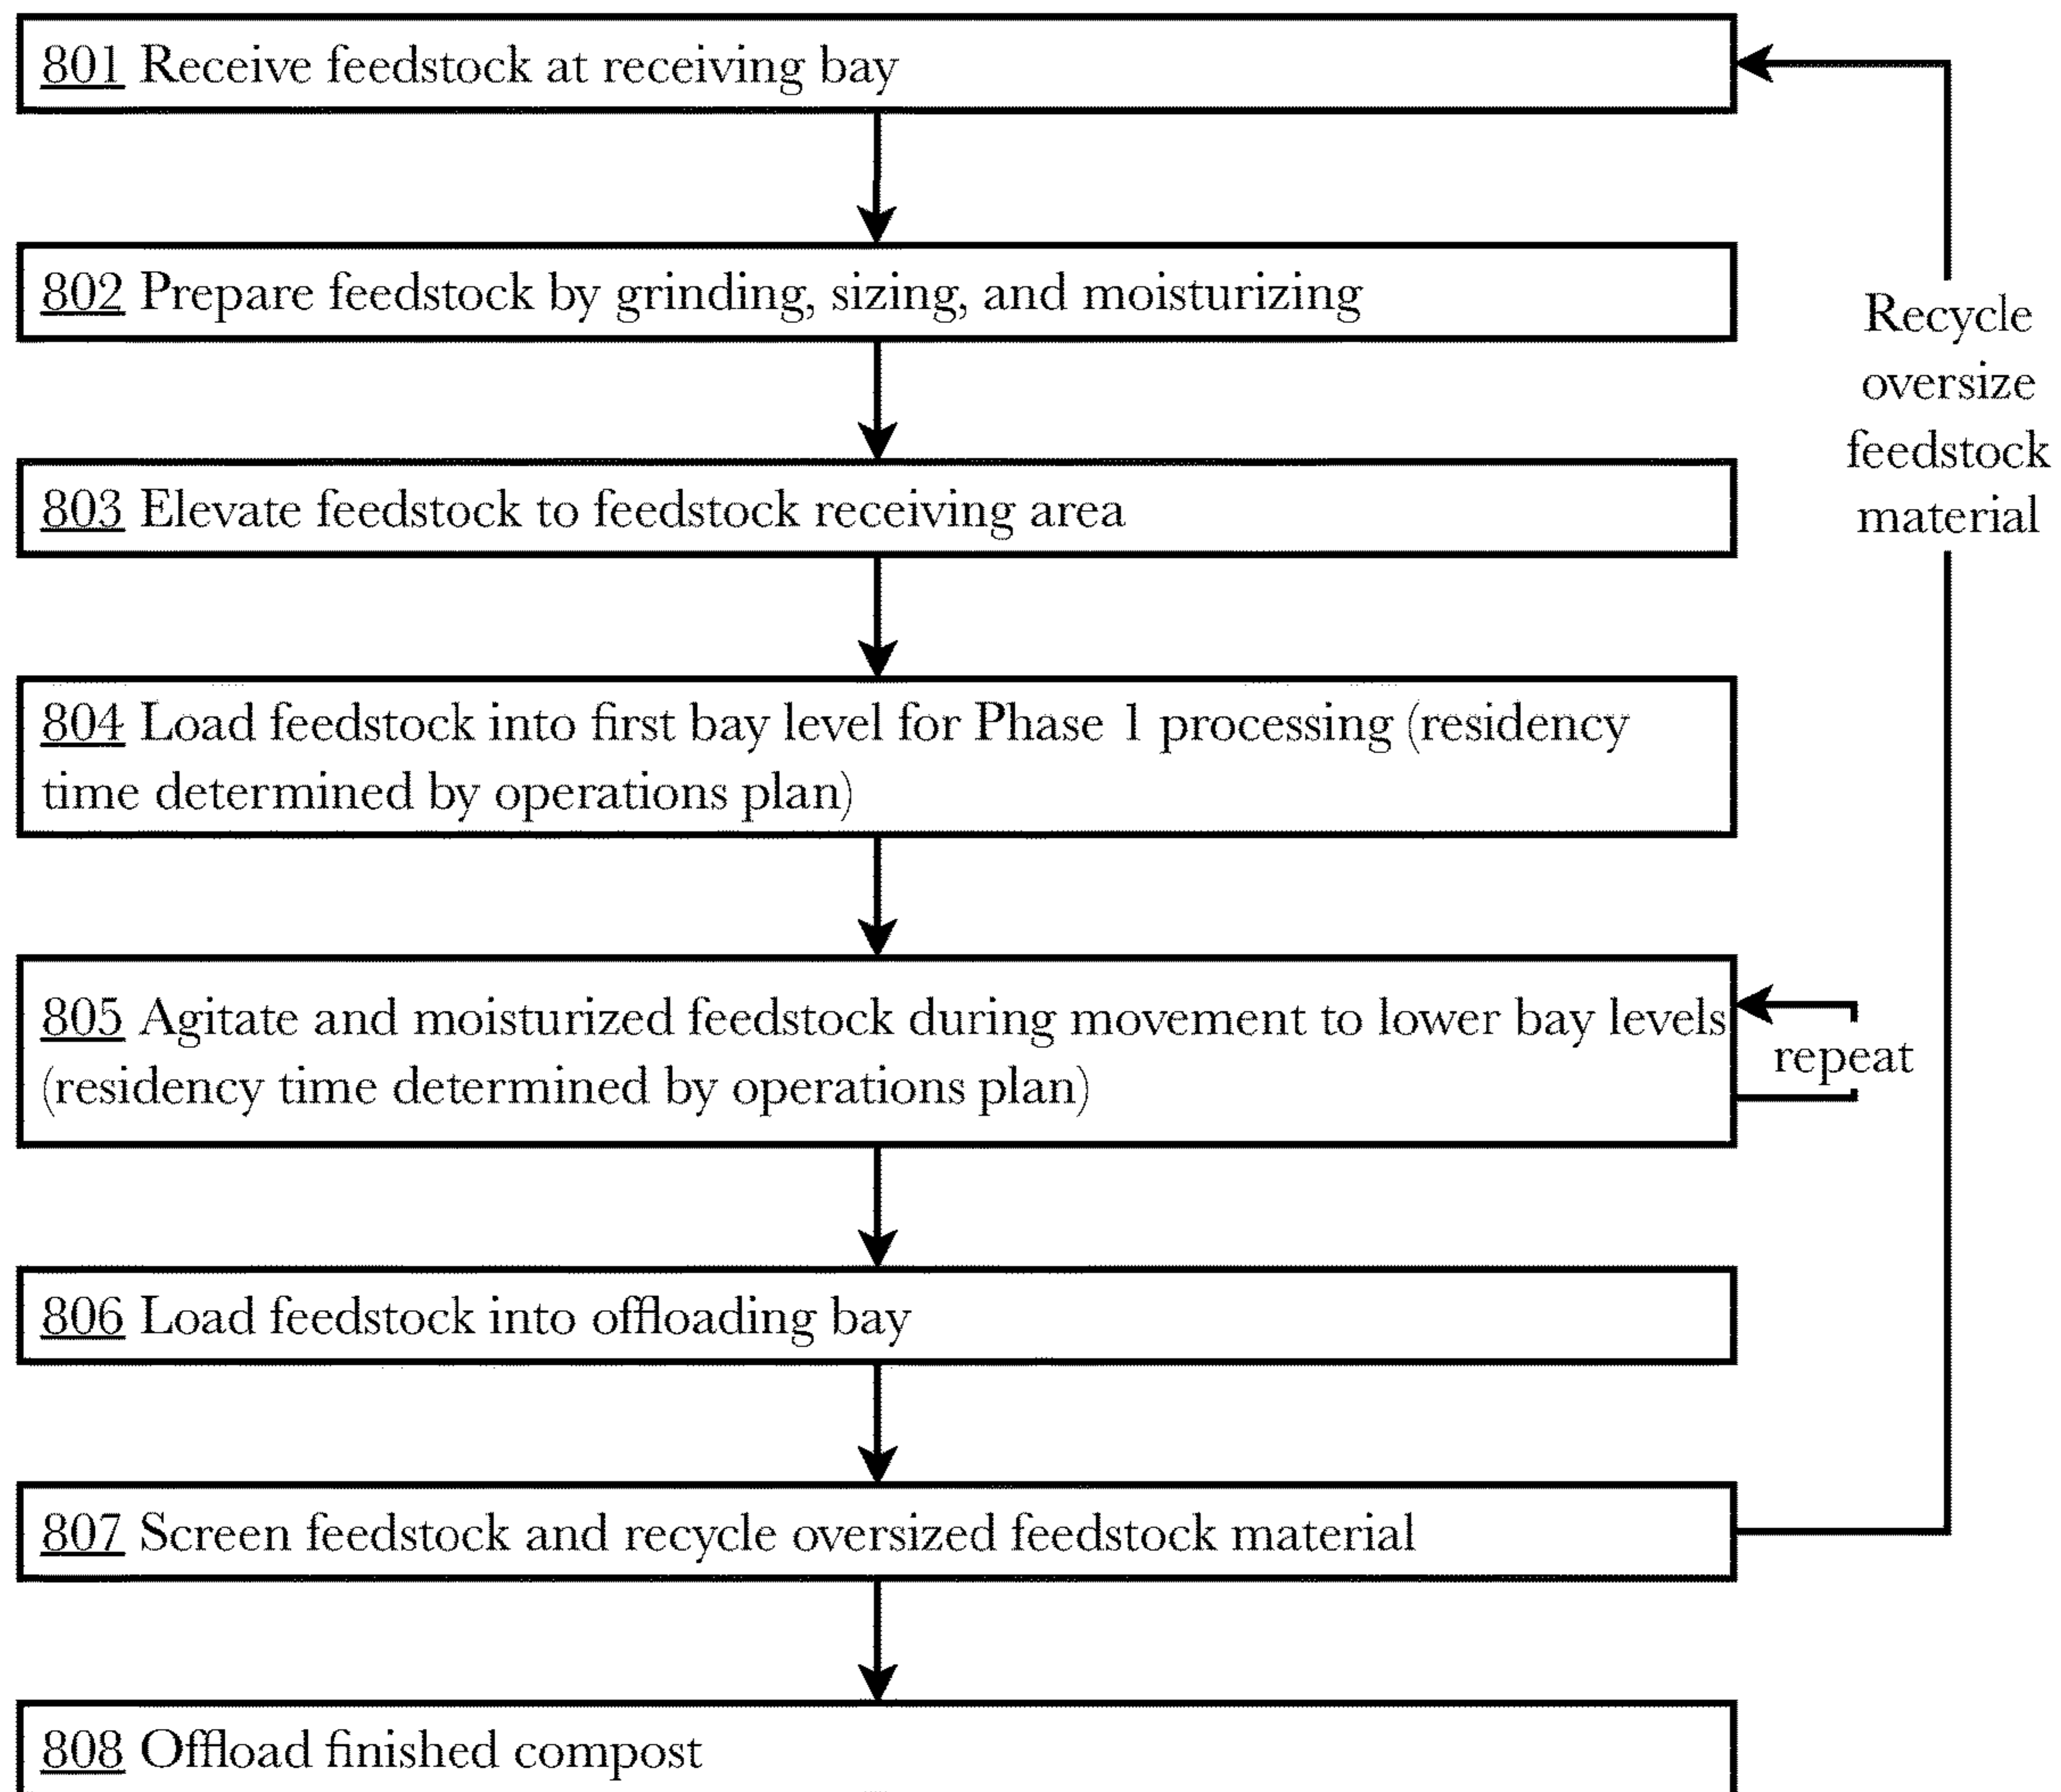 801 Receive feedstock at receiving bay
802 Prepare feedstock by grinding, sizing, and moisturizing
Recycle
oversize
feedstock
material
803 Elevate feedstock to feedstock receiving area
804 Load feedstock into first bay level for Phase 1 processing (residency
time determined by operations plan)
805 Agitate and moisturized feedstock during movement to lower bay levels
(residency time determined by operations plan)
repeat
806 Load feedstock into offloading bay
807 Screen feedstock and recycle oversized feedstock material
808 Offload finished compost